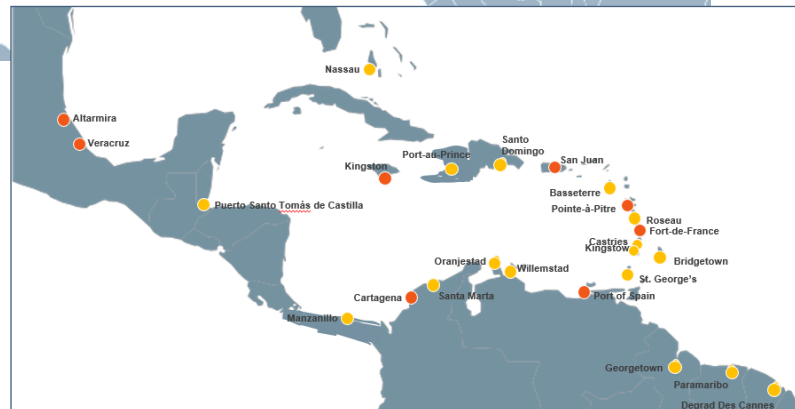 Nassau
Altarmira
Veracruz
Santo
Domingo
Port-au-Prince
San Juan
Kingston
Basseterre
Puerto Santo Tomás de Castilla
Pointe-à-Pitre
Roseau
Fort-de-France
Castries
Kingstow
Bridgetown
Oranjestad
Willemstad
St. George's
Santa Marta
Cartagena
Port of Spain
Manzanillo
Georgetown
Paramaribo
Degrad Des Cannes